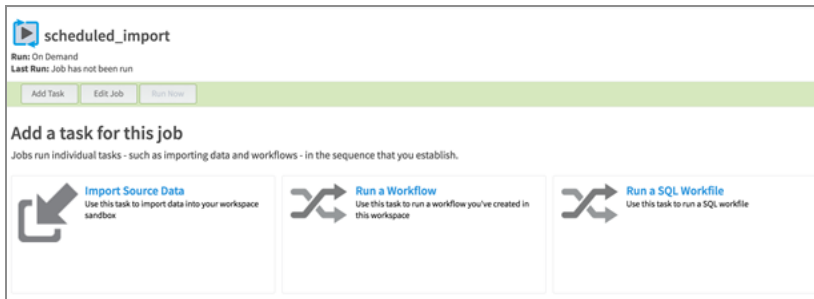 scheduled_import
Run: On Demand
Last Run: Job has not been run
Add Task
Edit Job
Run Now
Add a task for this job
Jobs run individual tasks - such as importing data and workflows - in the sequence that you establish.
Import Source Data
Use this task to import data into your workspace
sandbox
Run a Workflow
Use this task to run a workflow you've created in
this workspace
Run a SQL Workfile
Use this task to run a SQL workfile